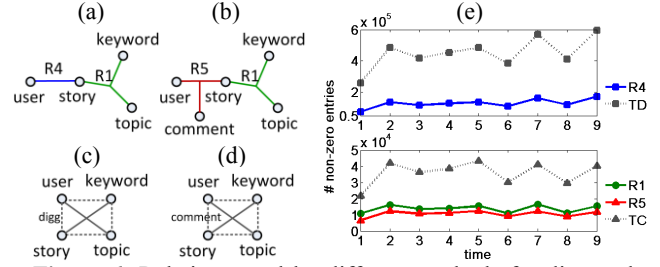 (a)
keyword
R4
R1
user
story
topic
(b)
keyword
R5
R1
user
story
topic
comment
(c)
user
keyword
digg
story
topic
(d)
user
keyword
comment
story
topic
(e)
# non-zero entries
x 10^5
6
4
2
0.5
1 2 3 4 5 6 7 8 9
R4
TD
x 10^4
5
4
3
2
1
0
1 2 3 4 5 6 7 8 9
time
R1
R5
TC